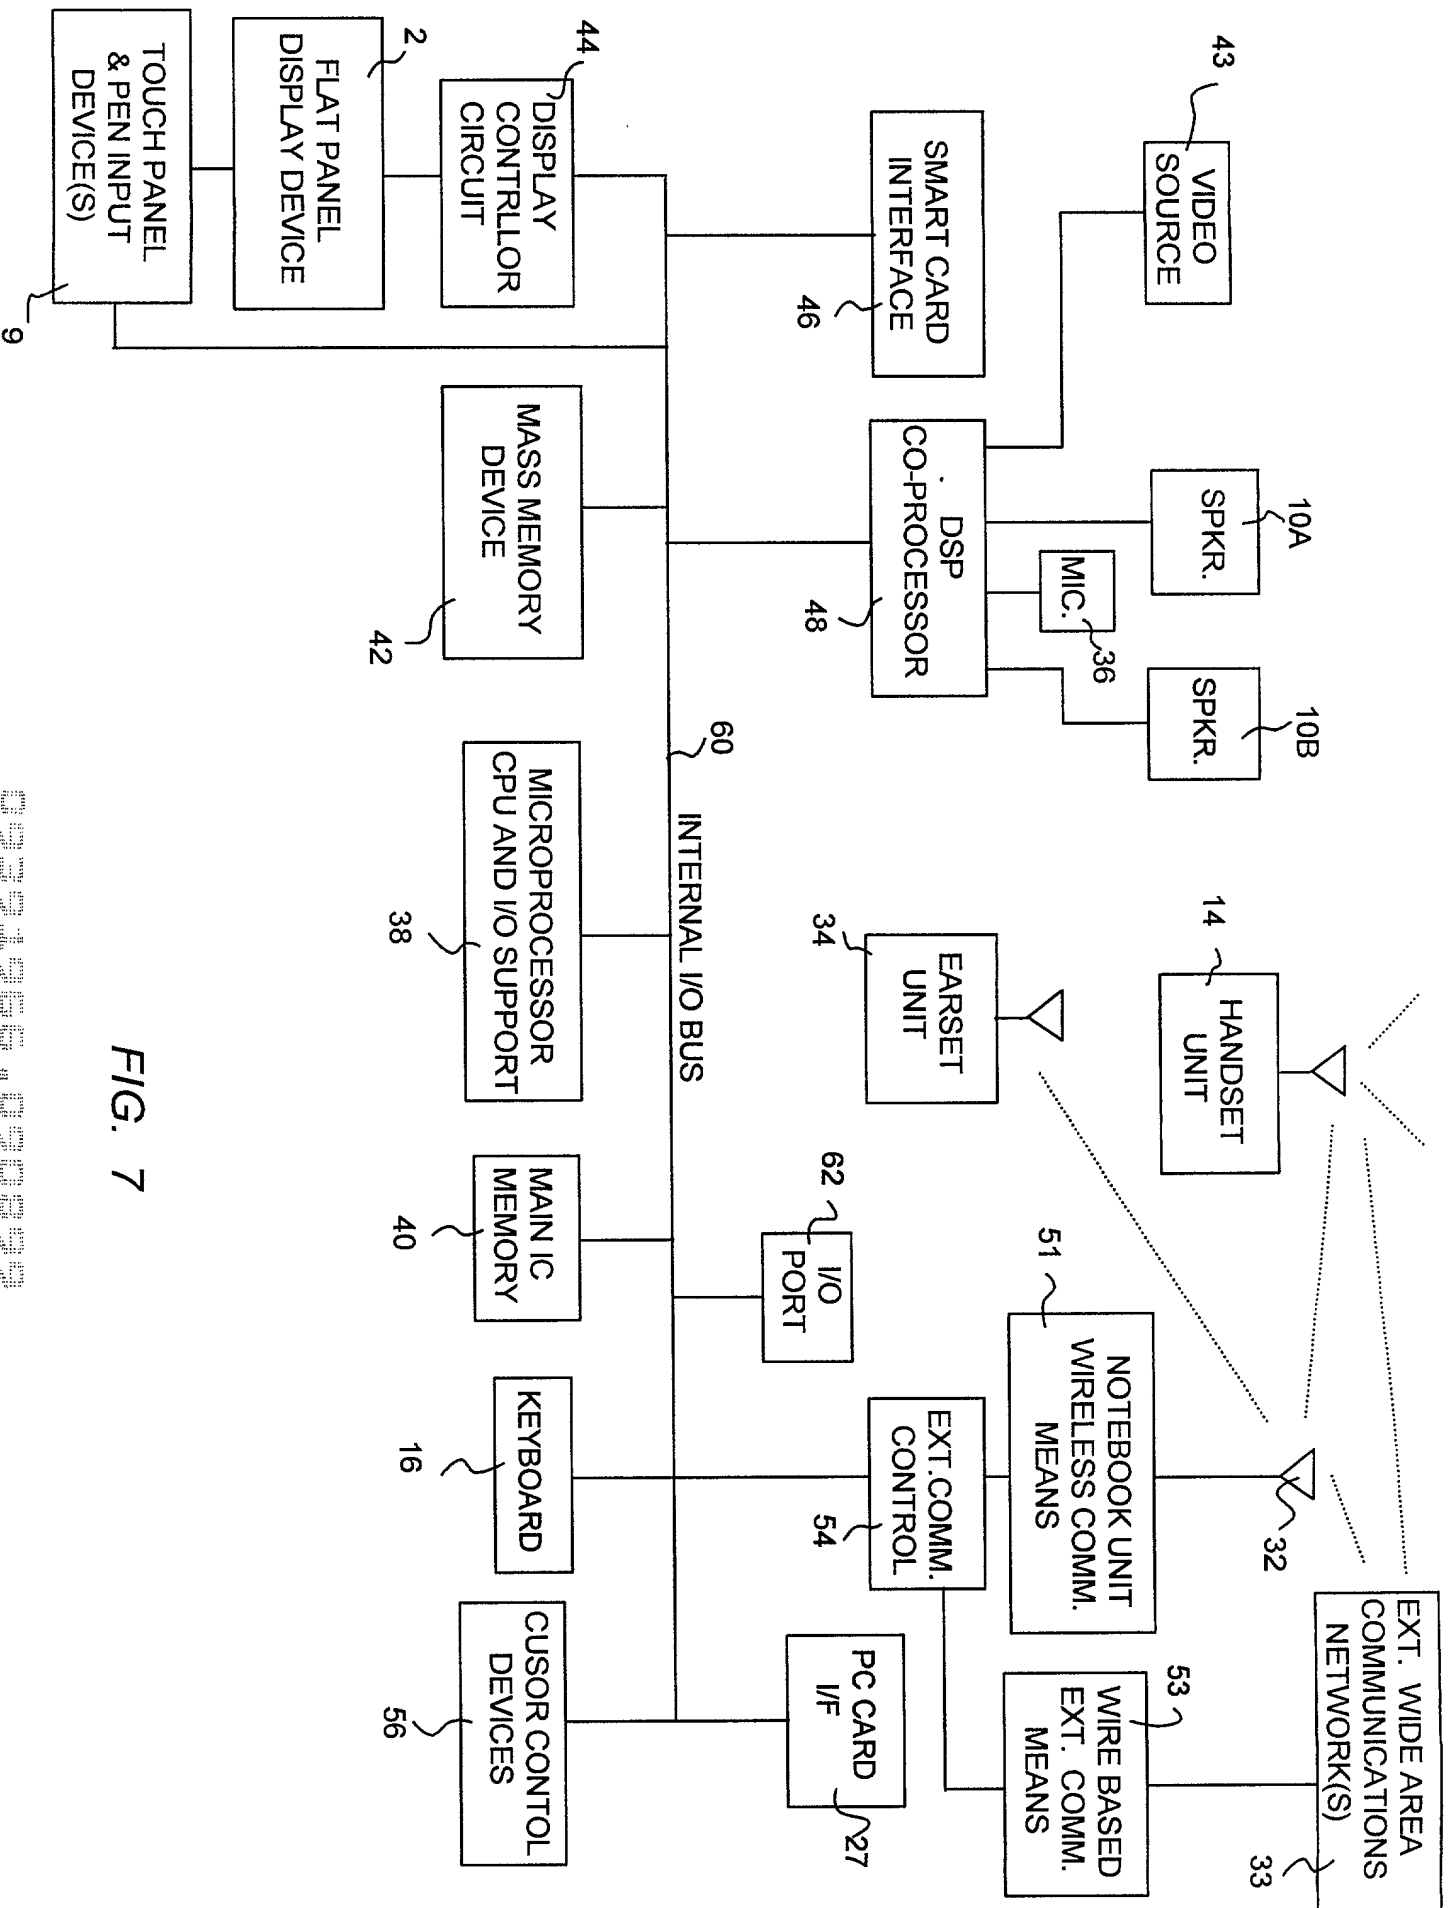 43
VIDEO
SOURCE
10A
SPKR.
10B
SPKR.
MIC.
36
SMART CARD
INTERFACE
46
DSP
CO-PROCESSOR
48
14
HANDSET
UNIT
34
EARSET
UNIT
EXT. WIDE AREA
COMMUNICATIONS
NETWORK(S)
33
32
51
NOTEBOOK UNIT
WIRELESS COMM.
MEANS
53
WIRE BASED
EXT. COMM.
MEANS
EXT.COMM.
CONTROL
54
62
I/O
PORT
PC CARD
I/F
27
60
INTERNAL I/O BUS
44
DISPLAY
CONTRLLOR
CIRCUIT
2
FLAT PANEL
DISPLAY DEVICE
TOUCH PANEL
& PEN INPUT
DEVICE(S)
9
MASS MEMORY
DEVICE
42
MICROPROCESSOR
CPU AND I/O SUPPORT
38
MAIN IC
MEMORY
40
KEYBOARD
16
CUSOR CONTOL
DEVICES
56
FIG. 7